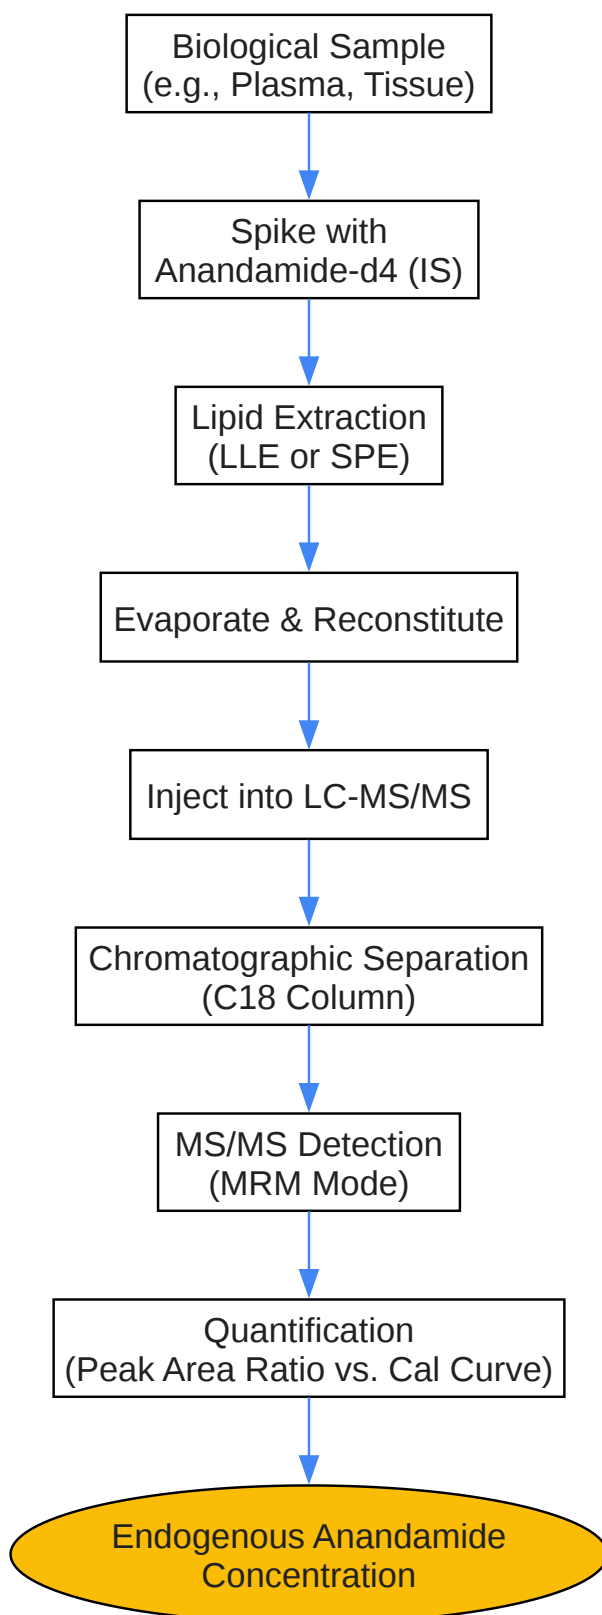 Biological Sample
(e.g., Plasma, Tissue)
Spike with
Anandamide-d4 (IS)
Lipid Extraction
(LLE or SPE)
Evaporate & Reconstitute
Inject into LC-MS/MS
Chromatographic Separation
(C18 Column)
MS/MS Detection
(MRM Mode)
Quantification
(Peak Area Ratio vs. Cal Curve)
Endogenous Anandamide
Concentration